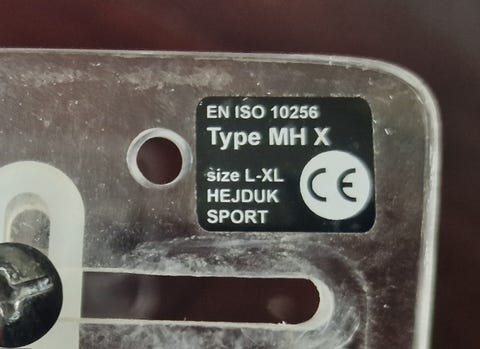 EN ISO 10256
Type MH X
size L-XL
HEJDUK
SPORT
CE